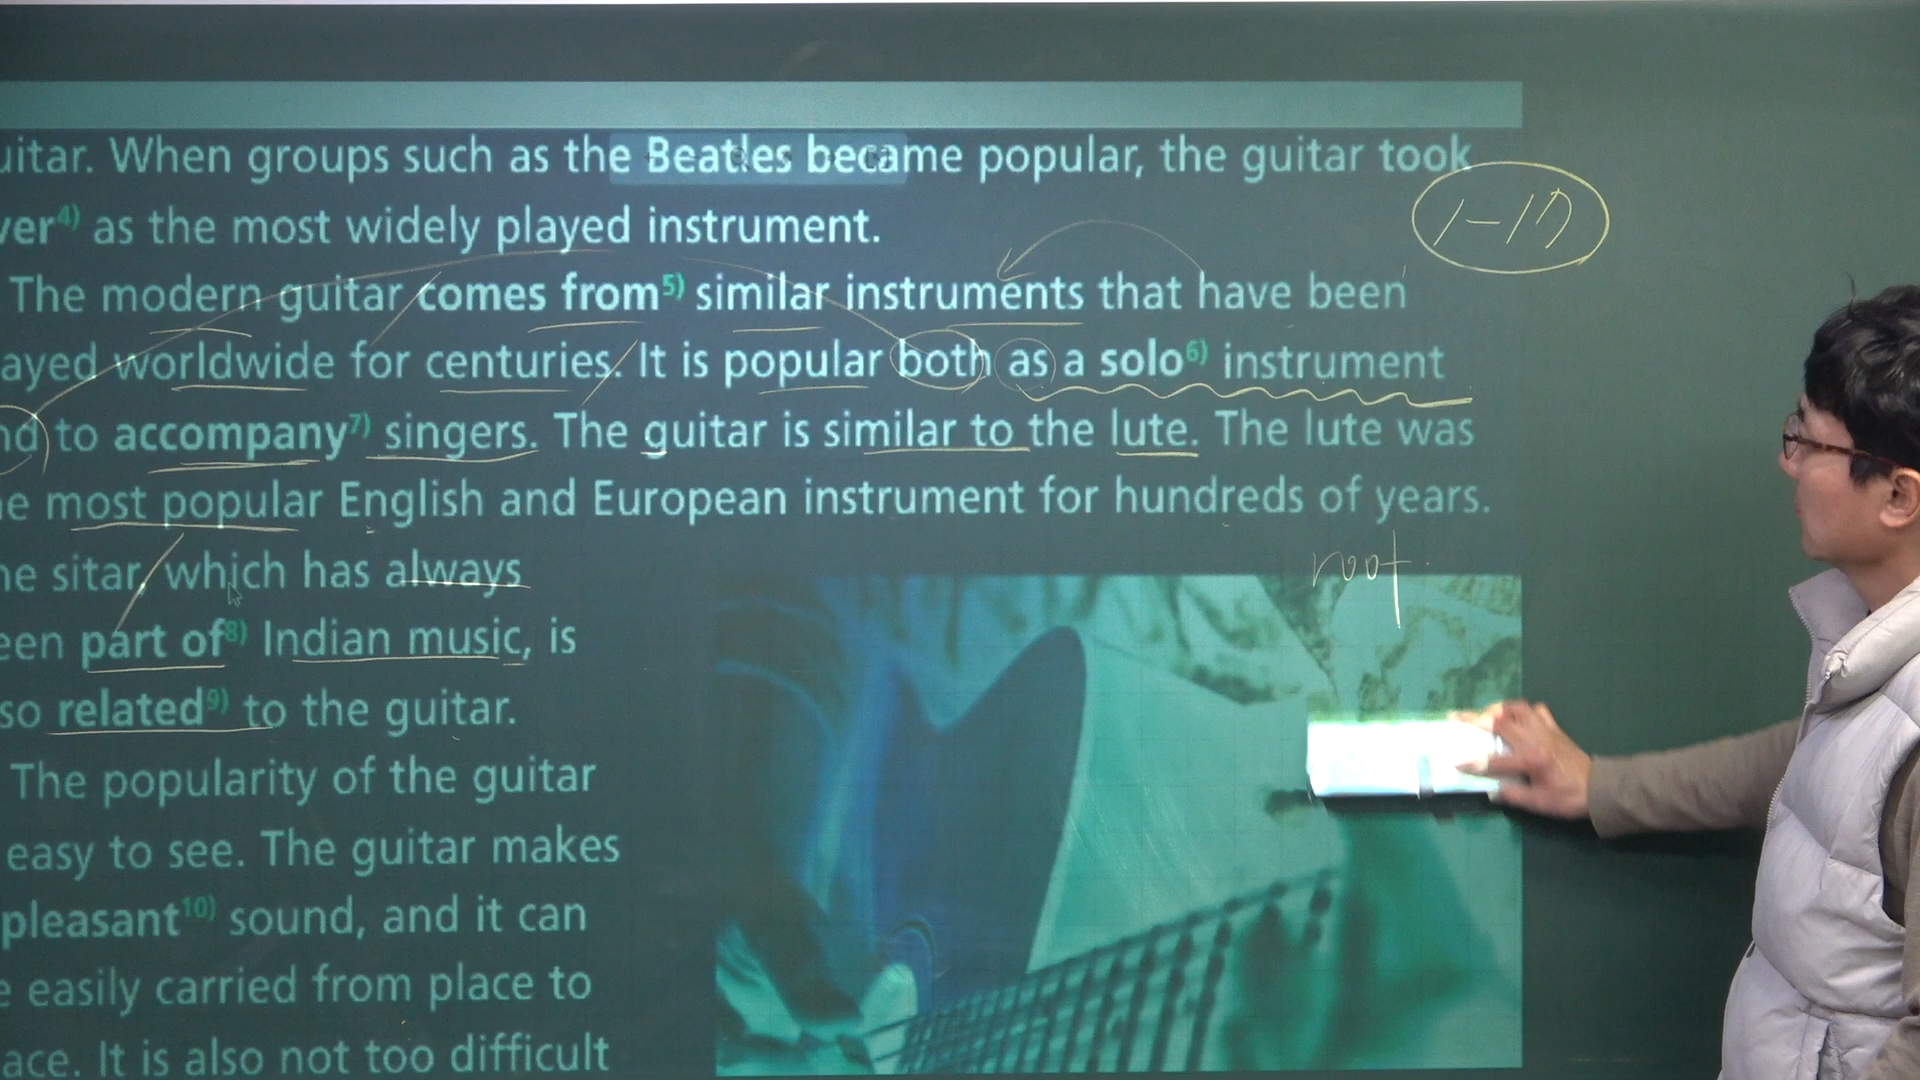 uitar. When groups such as the Beatles became popular, the guitar took
ver4) as the most widely played instrument.
The modern guitar comes from5) similar instruments that have been
ayed worldwide for centuries. It is popular both as a solo6) instrument
nd to accompany7) singers. The guitar is similar to the lute. The lute was
e most popular English and European instrument for hundreds of years.
he sitar, which has always
een part of8) Indian music, is
so related9) to the guitar.
The popularity of the guitar
easy to see. The guitar makes
pleasant10) sound, and it can
e easily carried from place to
ace. It is also not too difficult
root